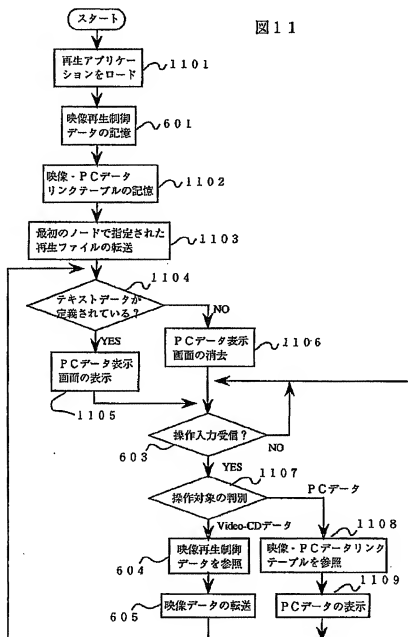 図11
スタート
再生アプリケー
ションをロード
1101
映像再生制御
データの記憶
601
映像・PCデータ
リンクテーブルの記憶
1102
最初のノードで指定された
再生ファイルの転送
1103
1104
テキストデータが
定義されている?
NO
YES
PCデータ表示
画面の消去
1106
PCデータ表示
画面の表示
1105
操作入力受信?
603
NO
YES
1107
操作対象の判別
PCデータ
Video-CDデータ
1108
映像再生制御
データを参照
604
映像・PCデータリンク
テーブルを参照
1109
映像データの転送
605
PCデータの表示